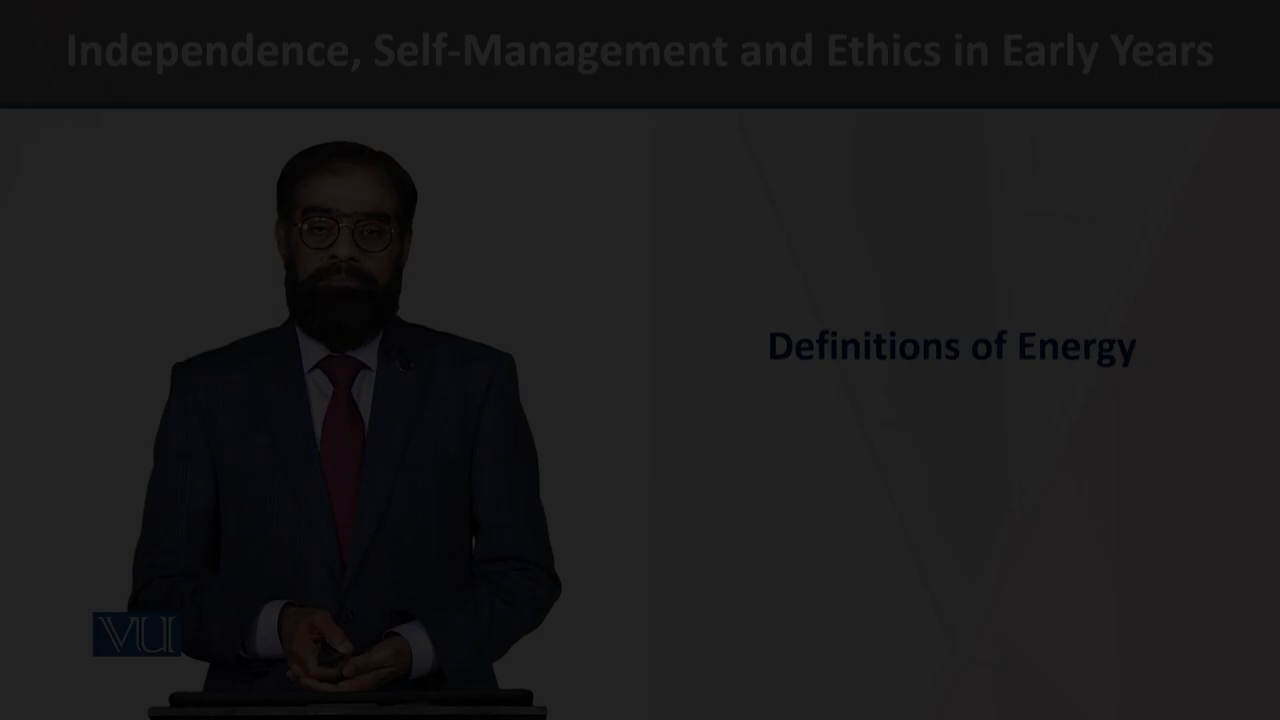 Independence, Self-Management and Ethics in Early Years
Definitions of Energy
VU